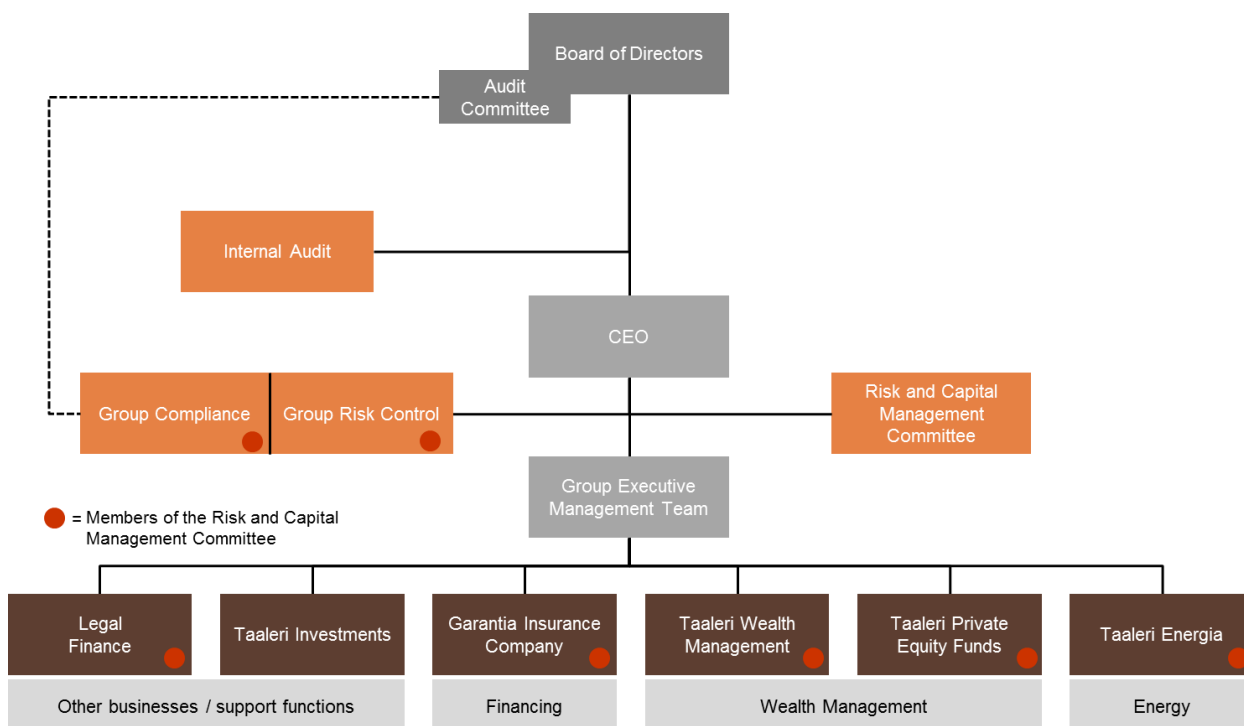 Board of Directors
Audit
Committee
Internal Audit
CEO
Group Compliance
Group Risk Control
Risk and Capital
Management
Committee
Group Executive
Management Team
= Members of the Risk and Capital
Management Committee
Legal
Finance
Taaleri Investments
Garantia Insurance
Company
Taaleri Wealth
Management
Taaleri Private
Equity Funds
Taaleri Energia
Other businesses / support functions
Financing
Wealth Management
Energy